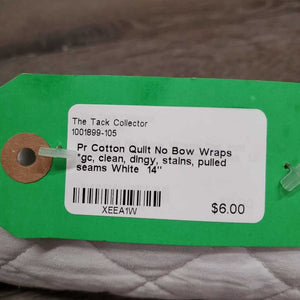 The Tack Collector
1001899-105
Pr Cotton Quilt No Bow Wraps
*gc, clean, dingy, stains, pulled
seams White 14"
XEEA1W
$6.00